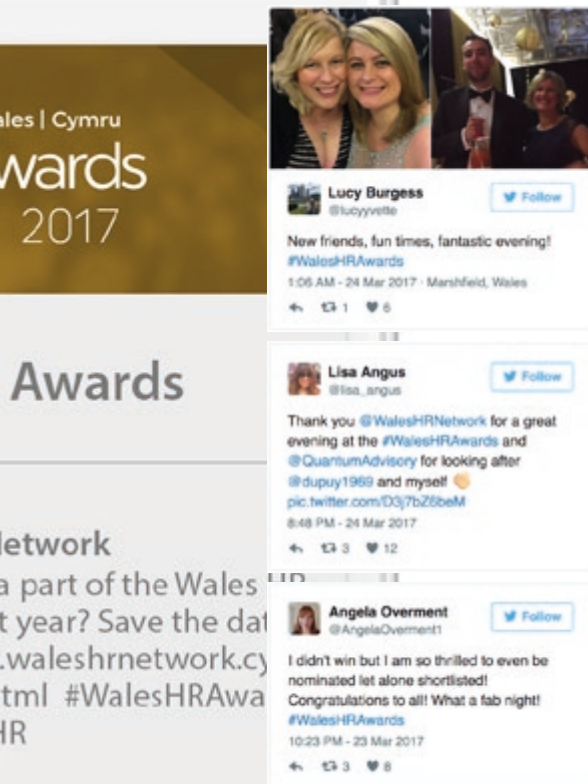 ales | Cymru
wards
2017
Awards
letwork
a part of the Wales HR
t year? Save the dat
.waleshrnetwork.cy
tml #WalesHRAwa
HR
Lucy Burgess
@lucyyvette
Follow
New friends, fun times, fantastic evening!
#WalesHRAwards
1:06 AM - 24 Mar 2017 · Marshfield, Wales
1 6
Lisa Angus
@lisa_angus
Follow
Thank you @WalesHRNetwork for a great
evening at the #WalesHRAwards and
@QuantumAdvisory for looking after
@dupuy1969 and myself 👏🏻
pic.twitter.com/D3j7bZ6beM
8:48 PM - 24 Mar 2017
3 12
Angela Overment
@AngelaOverment1
Follow
I didn't win but I am so thrilled to even be
nominated let alone shortlisted!
Congratulations to all! What a fab night!
#WalesHRAwards
10:23 PM - 23 Mar 2017
3 8